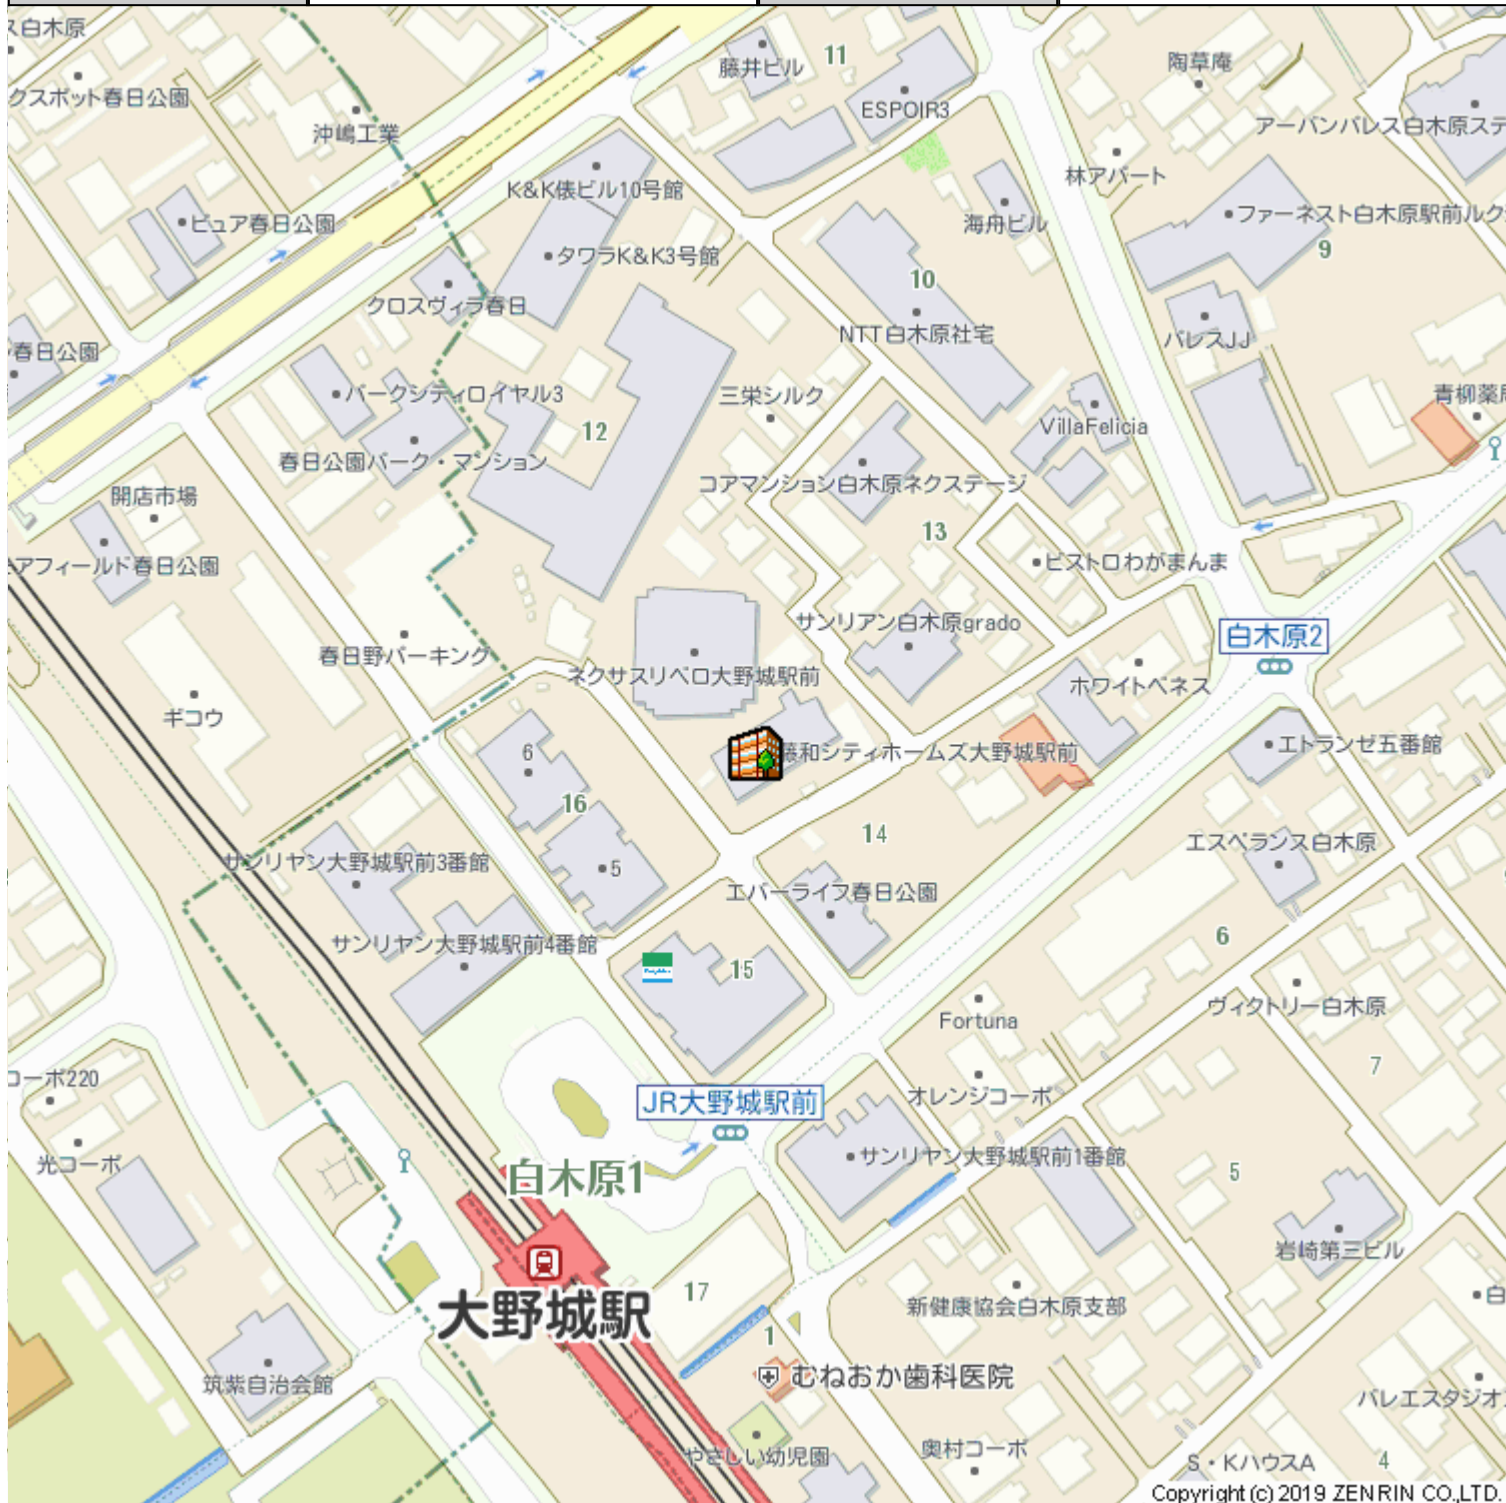 白木原
クスポット春日公園
沖嶋工業
藤井ビル
11
ESPOIR3
陶草庵
アーバンパレス白木原ステ
林アパート
K&K俵ビル10号館
ピュア春日公園
海舟ビル
ファーネスト白木原駅前ルク
9
タワラK&K3号館
10
クロスヴィラ春日
NTT白木原社宅
パレスJJ
春日公園
パークシティロイヤル3
三栄シルク
青柳薬局
VillaFelicia
12
春日公園パーク・マンション
コアマンション白木原ネクステージ
開店市場
13
アフィールド春日公園
ビストロわがまんま
サンリアン白木原grado
白木原2
春日野パーキング
ネクサスリベロ大野城駅前
ホワイトベネス
ギコウ
6
藤和シティホームズ大野城駅前
エトランゼ五番館
16
14
エスペランス白木原
サンリヤン大野城駅前3番館
5
エバーライフ春日公園
サンリヤン大野城駅前4番館
15
6
Fortuna
ヴィクトリー白木原
コーポ220
7
オレンジコーポ
JR大野城駅前
光コーポ
白木原1
サンリヤン大野城駅前1番館
5
岩崎第三ビル
17
大野城駅
新健康協会白木原支部
白
1
筑紫自治会館
むねおか歯科医院
バレエスタジオ
やさしい幼児園
奥村コーポ
S・KハウスA
4
Copyright (c) 2019 ZENRIN CO.,LTD.